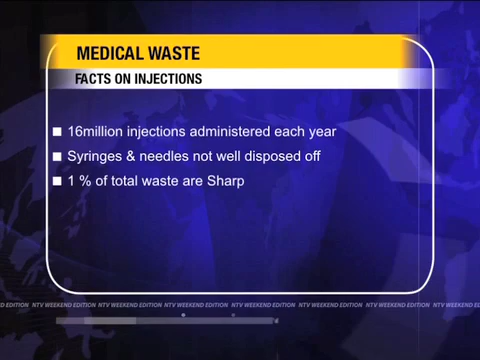 MEDICAL WASTE
FACTS ON INJECTIONS
16million injections administered each year
Syringes & needles not well disposed off
1 % of total waste are Sharp
D EDITION NTV WEEKEND EDITION NTV WEEKEND EDITION NTV WEEKEND EDITION NTV WEEKEND EDITION NTV WEEKEND EDITION